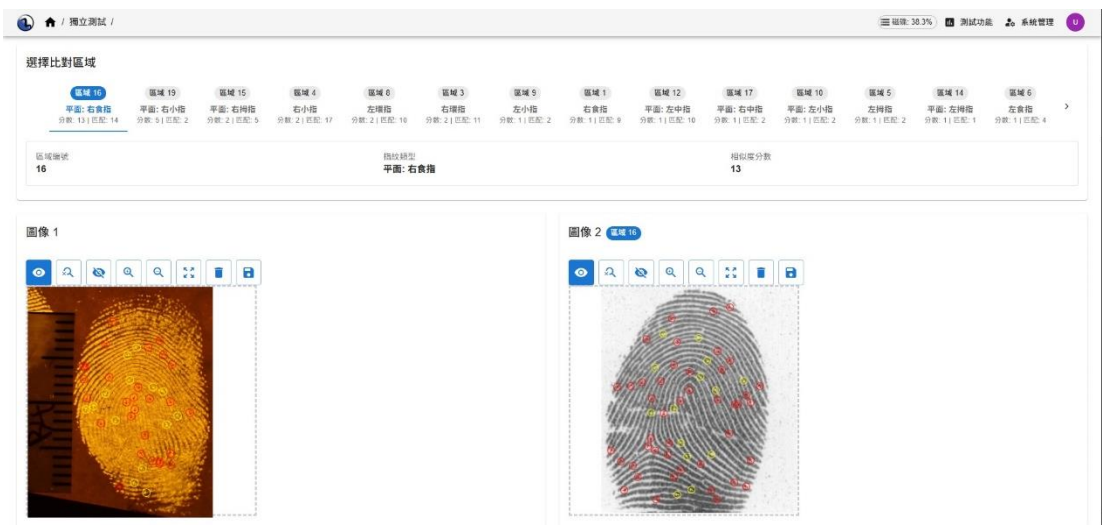 / 獨立測試 /
磁碟: 38.3%
測試功能
系統管理
U
選擇比對區域
區域 16 區域 19 區域 15 區域 4 區域 8 區域 3 區域 9 區域 1 區域 12 區域 17 區域 10 區域 5 區域 14 區域 6
平面: 右食指 平面: 右小指 平面: 右拇指 右小指 左環指 右環指 左小指 右食指 平面: 左中指 平面: 右中指 平面: 左小指 左拇指 平面: 左拇指 左食指
分數: 13 | 匹配: 14 分數: 5 | 匹配: 2 分數: 2 | 匹配: 5 分數: 2 | 匹配: 17 分數: 2 | 匹配: 10 分數: 2 | 匹配: 11 分數: 1 | 匹配: 2 分數: 1 | 匹配: 9 分數: 1 | 匹配: 10 分數: 1 | 匹配: 2 分數: 1 | 匹配: 2 分數: 1 | 匹配: 2 分數: 1 | 匹配: 1 分數: 1 | 匹配: 4
區域編號 指紋類型 相似度分數
16 平面: 右食指 13
圖像 1
圖像 2 區域 16